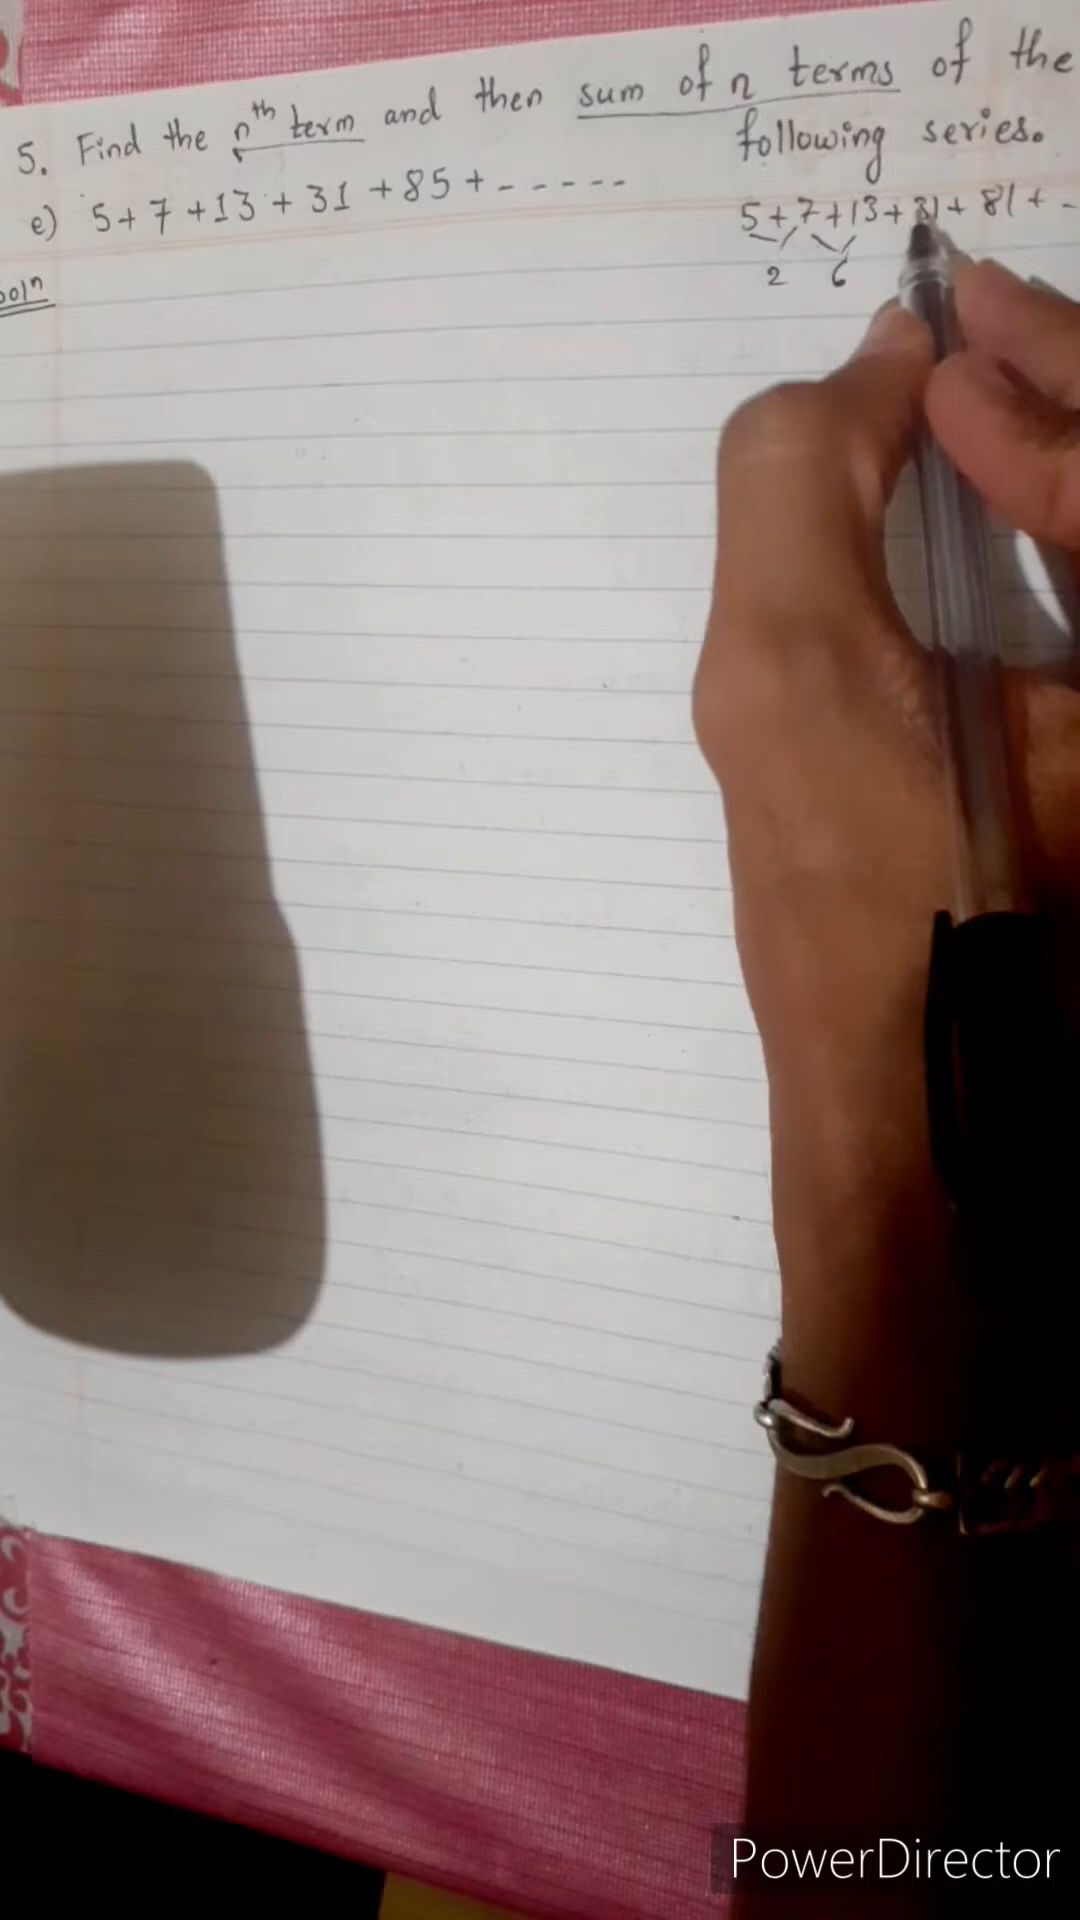 5. Find the nth term and then sum of n terms of the
following series.
e) 5+7+13+31+85+------
5+7+13+31+81+-
2 6
soln
PowerDirector